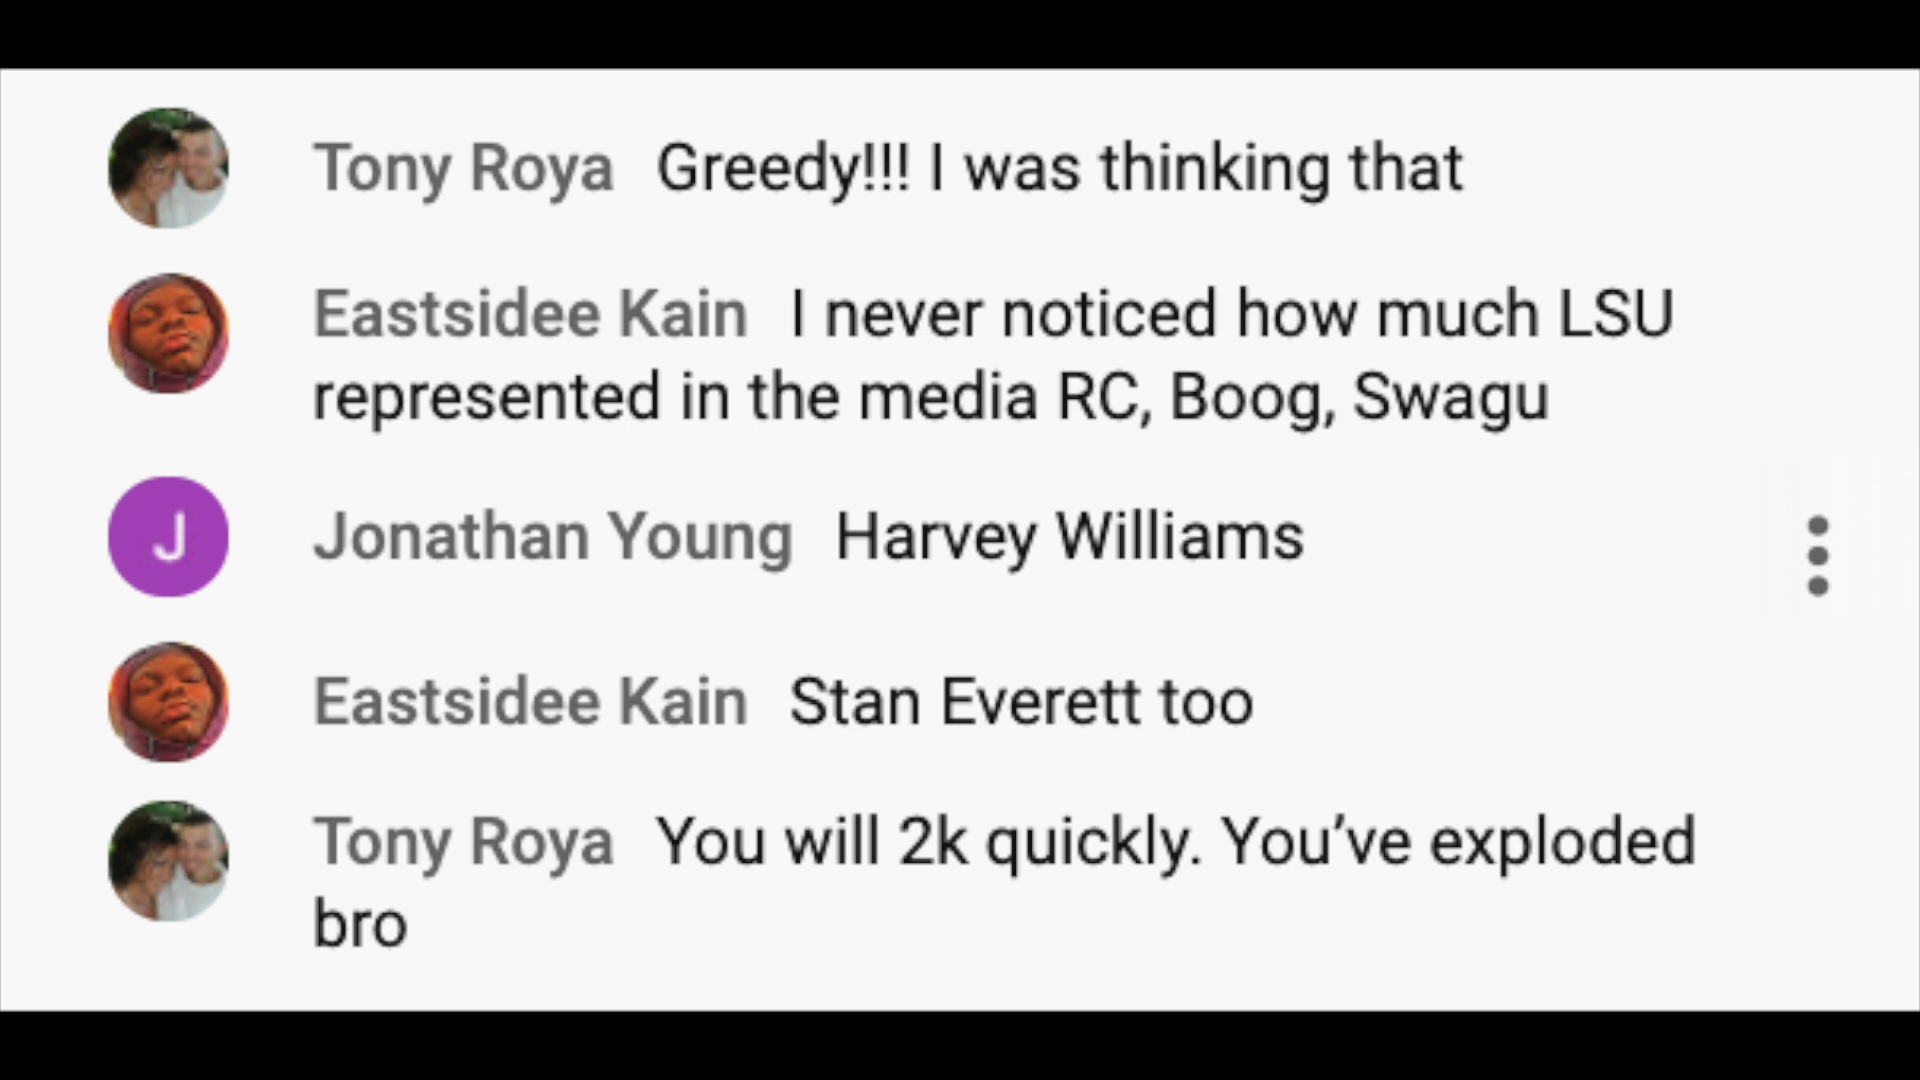 Tony Roya Greedy!!! I was thinking that
Eastsidee Kain I never noticed how much LSU
represented in the media RC, Boog, Swagu
J Jonathan Young Harvey Williams
Eastsidee Kain Stan Everett too
Tony Roya You will 2k quickly. You’ve exploded
bro